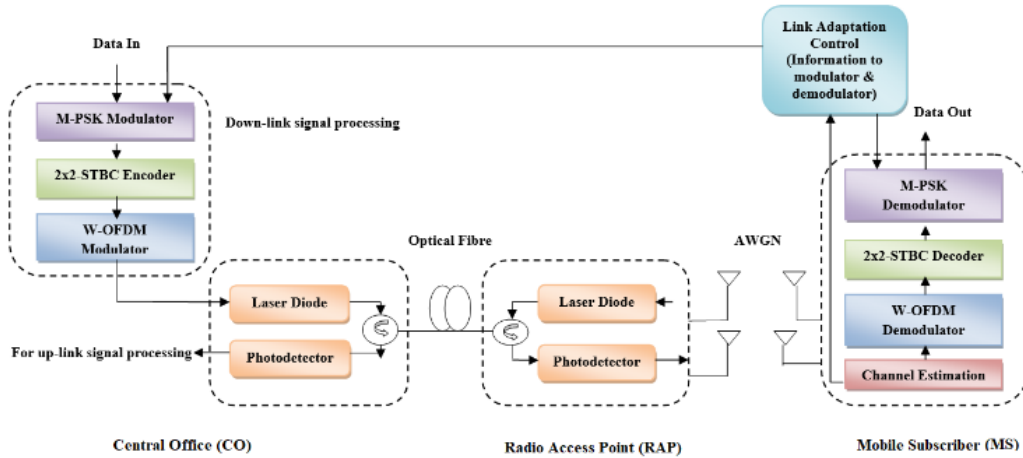 Data In
M-PSK Modulator
2x2-STBC Encoder
W-OFDM
Modulator
Down-link signal processing
Link Adaptation
Control
(Information to
modulator &
demodulator)
Data Out
M-PSK
Demodulator
2x2-STBC Decoder
W-OFDM
Demodulator
Channel Estimation
Optical Fibre
AWGN
Laser Diode
Photodetector
For up-link signal processing
Laser Diode
Photodetector
Central Office (CO)
Radio Access Point (RAP)
Mobile Subscriber (MS)